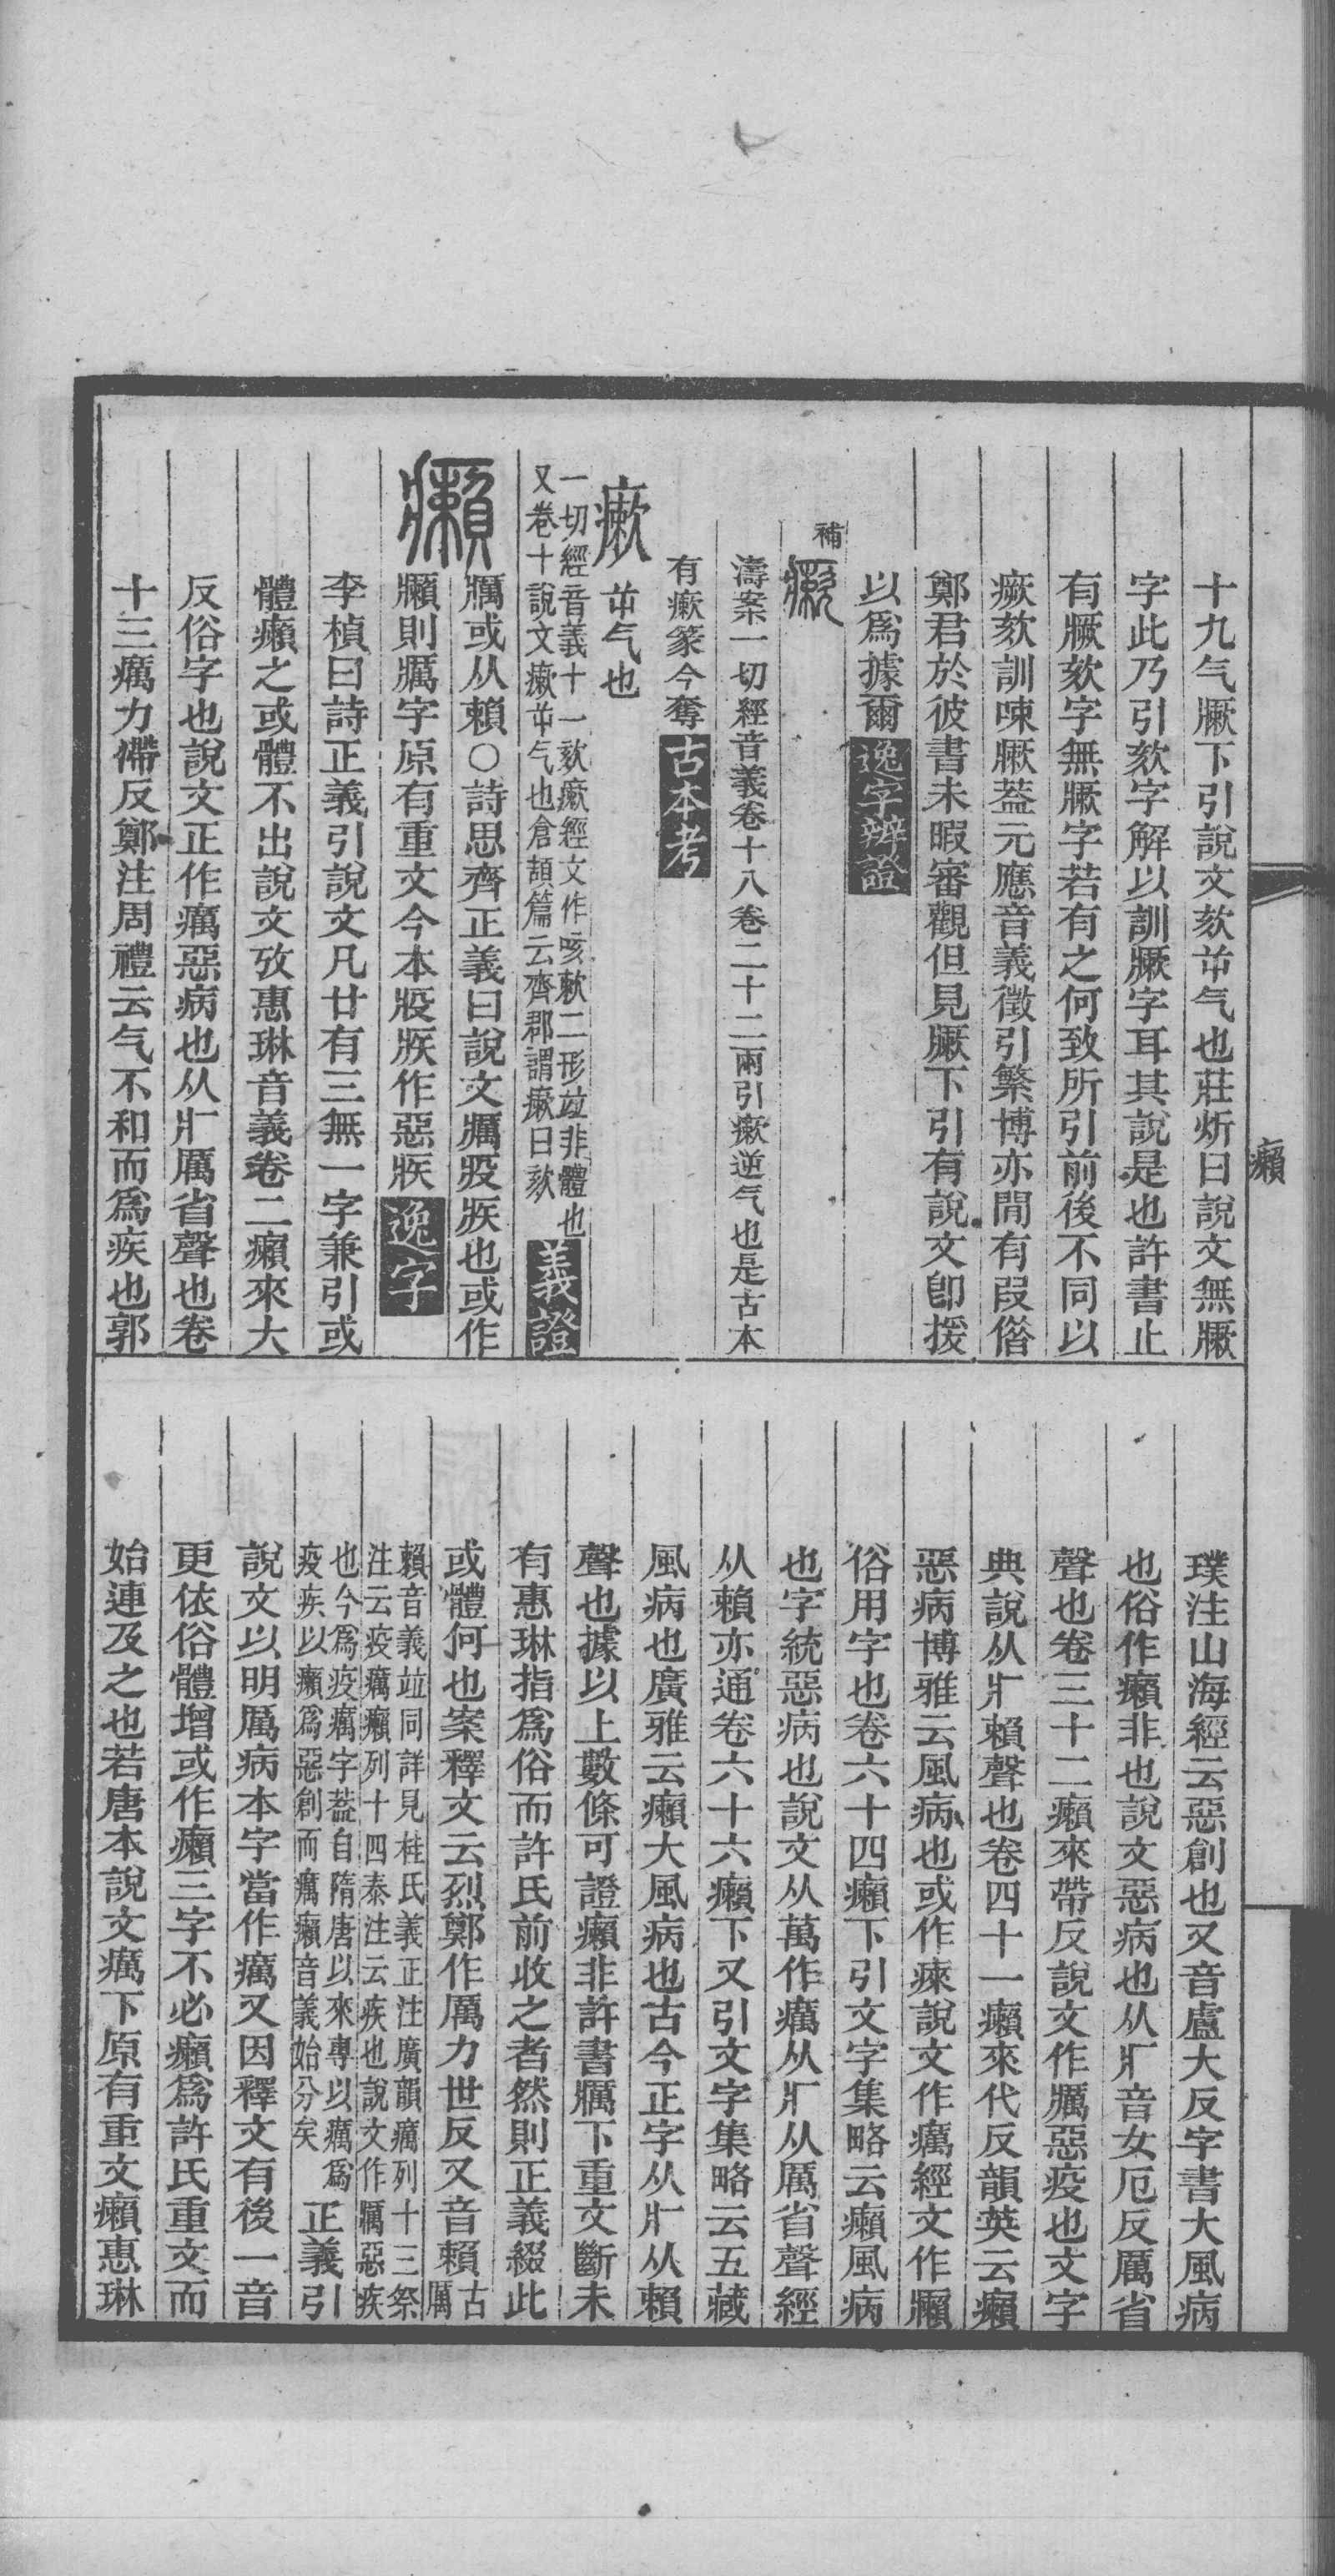 十九气瘚下引說文欬屰气也莊炘曰說文無瘚
字此乃引欬字解以訓瘚字耳其說是也許書止
有瘚欬字無瘚字若有之何致所引前後不同以
瘚欬訓㖣瘚葢元應音義徵引繁博亦閒有叚俗
鄭君於彼書未暇審觀但見瘚下引有說文卽援
以爲據爾逸字辨證
補
濤案一切經音義卷十八卷二十二兩引瘶逆气也是古本
有瘶篆今奪古本考
瘶屰气也
一切經音義十一欬瘶經文作咳欶二形竝非體也
又卷十說文瘶屰气也倉頡篇云齊郡謂瘶曰欬
義證
癩
癘或从賴○詩思齊正義曰說文癘疫疾也或作
癩則癘字原有重文今本疫疾作惡疾逸字
李楨曰詩正義引說文凡廿有三無一字兼引或
體癩之或體不出說文攷惠琳音義卷二癩來大
反俗字也說文正作癘惡病也从疒厲省聲也卷
十三癘力𢄔反鄭注周禮云气不和而爲疾也郭
癩
璞注山海經云惡創也又音盧大反字書大風病
也俗作癩非也說文惡病也从疒音女厄反厲省
聲也卷三十二癩來帶反說文作癘惡疫也文字
典說从疒賴聲也卷四十一癩來代反韻英云癩
惡病博雅云風病也或作㾢說文作癘經文作癩
俗用字也卷六十四癩下引文字集略云癩風病
也字統惡病也說文从萬作癘从疒从厲省聲經
从賴亦通卷六十六癩下又引文字集略云五藏
風病也廣雅云癩大風病也古今正字从疒从賴
聲也據以上數條可證癩非許書癘下重文斷未
有惠琳指爲俗而許氏前收之者然則正義綴此
或體何也案釋文云烈鄭作厲力世反又音賴古厲
賴音義竝同詳見桂氏義正注廣韻癘列十三祭
注云疫癘癩列十四泰注云疾也說文作癘惡疾
也今爲疫癘字葢自隋唐以來專以癘爲
疫疾以癩爲惡創而癘癩音義始分矣
正義引
說文以明厲病本字當作癘又因釋文有後一音
更依俗體增或作癩三字不必癩爲許氏重文而
始連及之也若唐本說文癘下原有重文癩惠琳